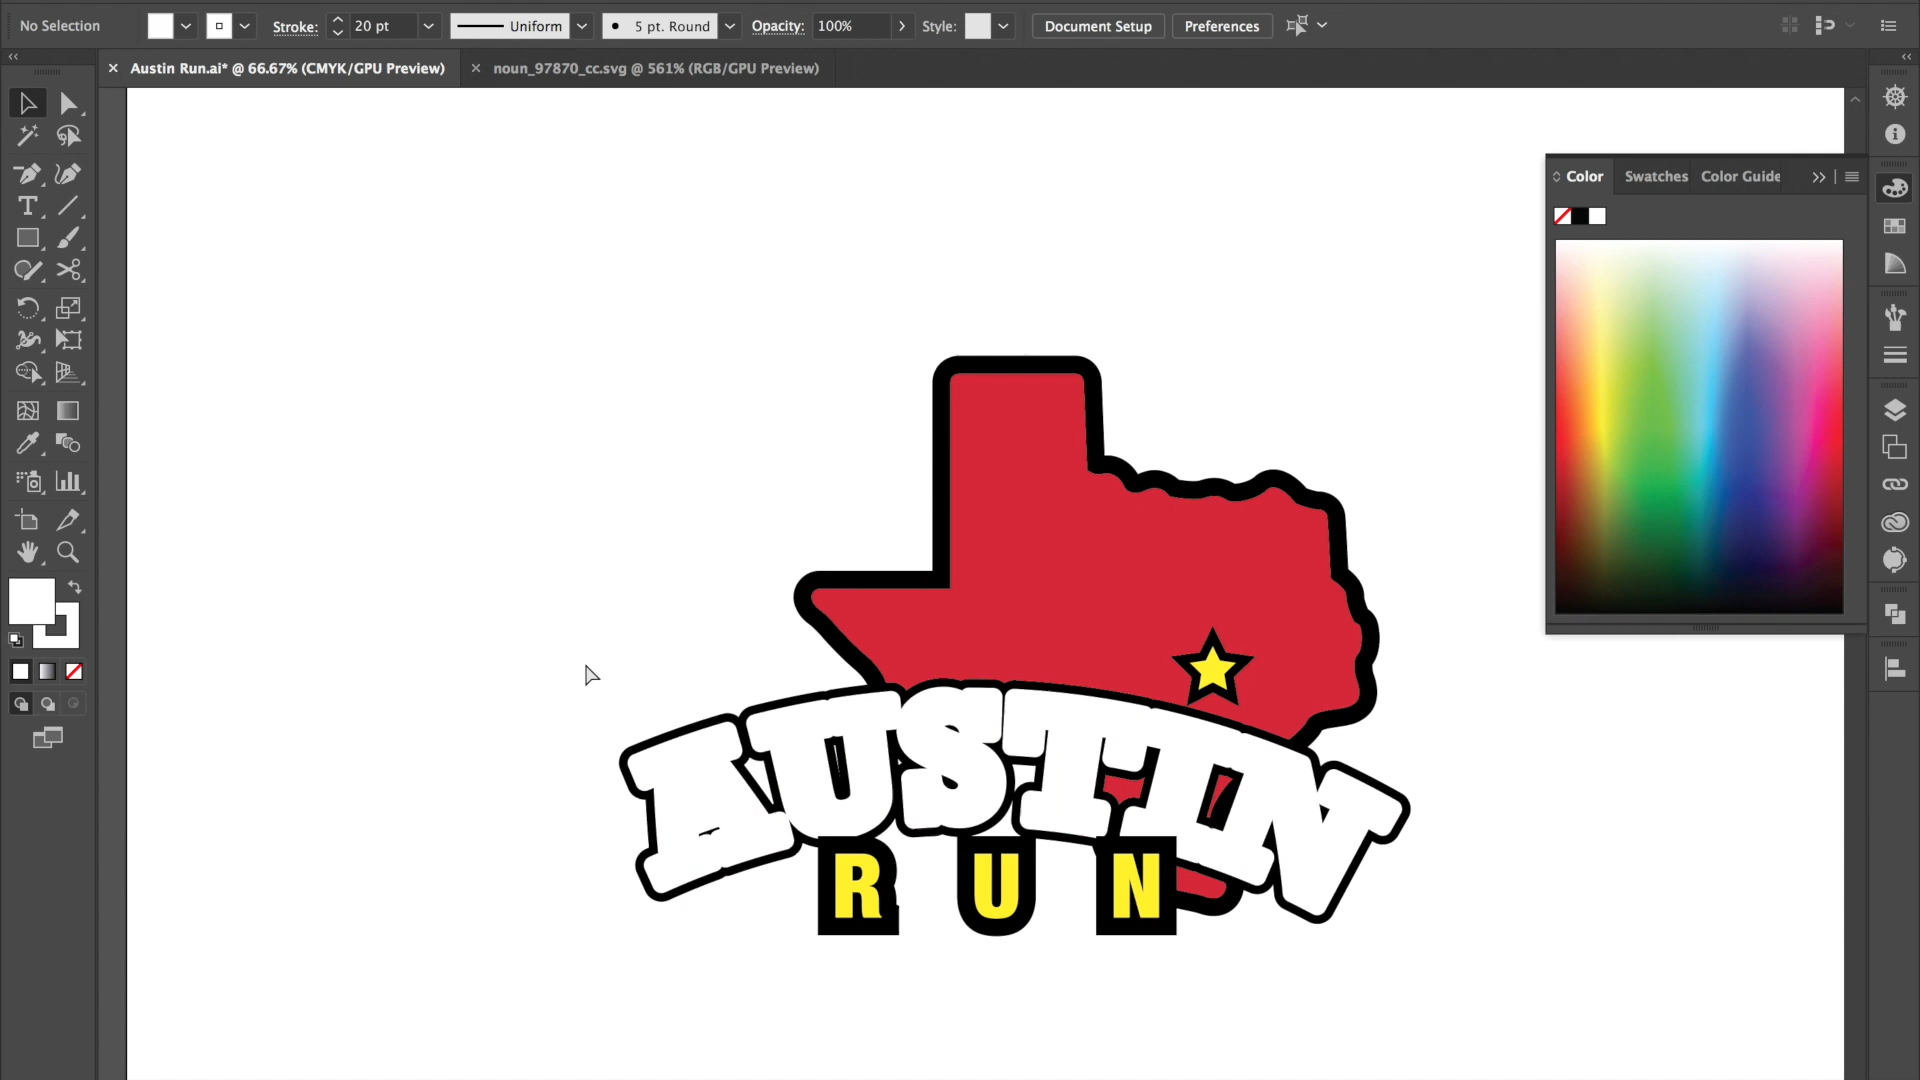 No Selection Stroke: 20 pt Uniform 5 pt. Round Opacity: 100% Style: Document Setup Preferences
Austin Run.ai* @ 66.67% (CMYK/GPU Preview) noun_97870_cc.svg @ 561% (RGB/GPU Preview)
Color Swatches Color Guide
AUSTIN
RUN